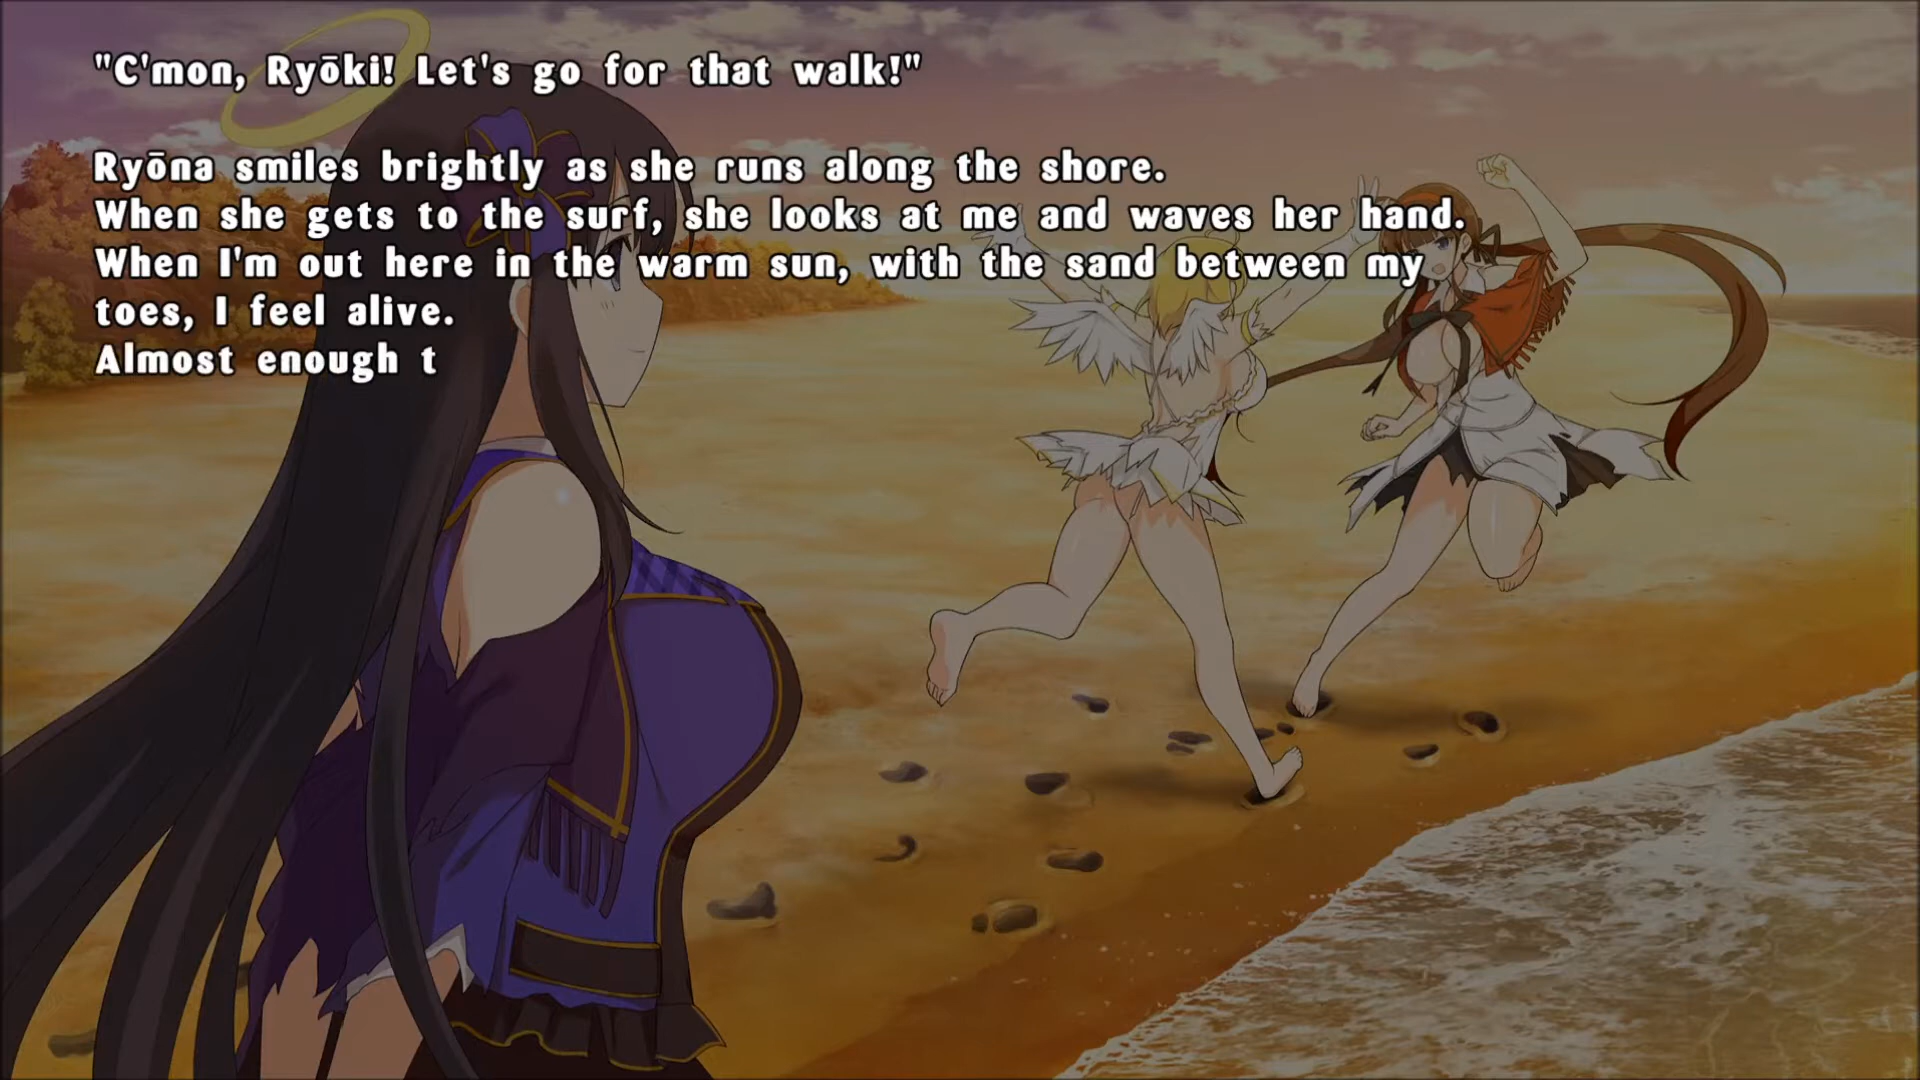 "C'mon, Ryōki! Let's go for that walk!"
Ryōna smiles brightly as she runs along the shore.
When she gets to the surf, she looks at me and waves her hand.
When I'm out here in the warm sun, with the sand between my
toes, I feel alive.
Almost enough t